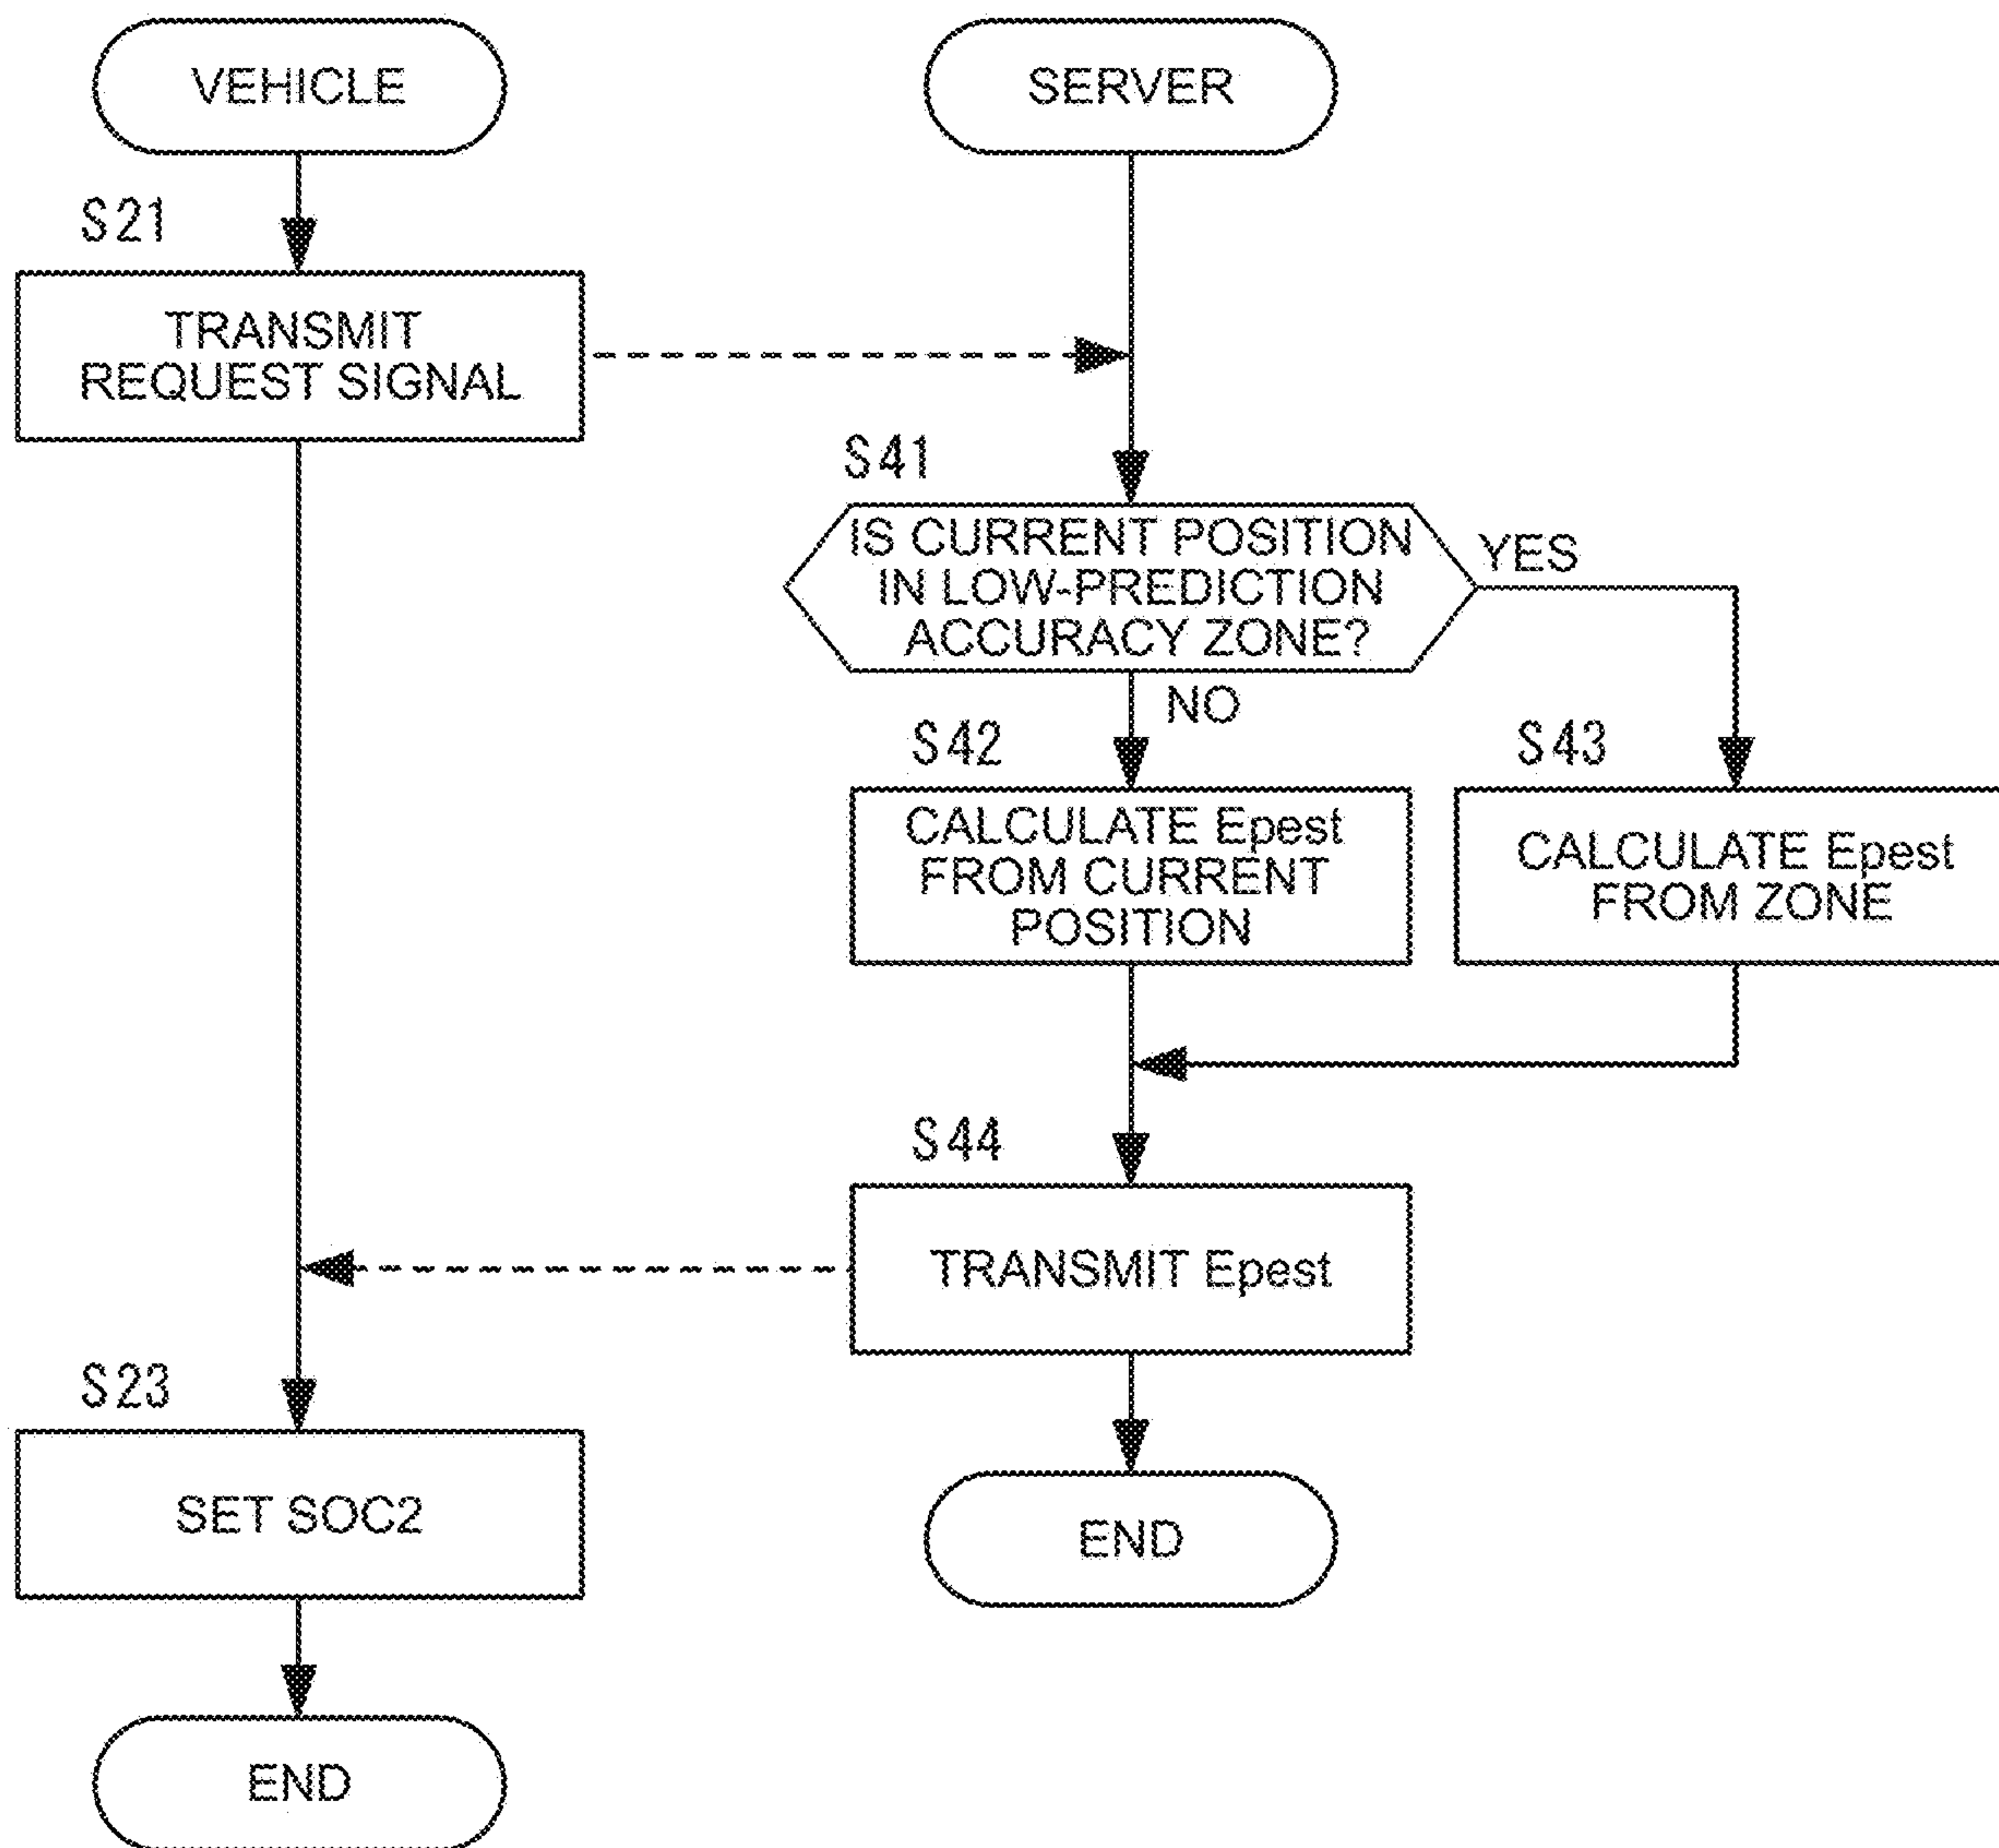 VEHICLE
SERVER
S21
TRANSMIT
REQUEST SIGNAL
S41
IS CURRENT POSITION
IN LOW-PREDICTION
ACCURACY ZONE?
YES
NO
S42
S43
CALCULATE Epest
FROM CURRENT
POSITION
CALCULATE Epest
FROM ZONE
S44
TRANSMIT Epest
S23
SET SOC2
END
END